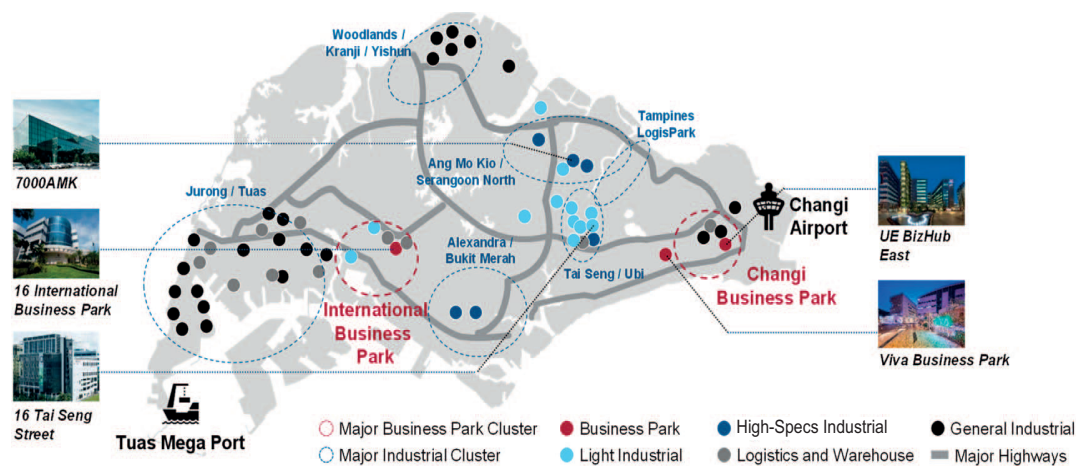 Woodlands /
Kranji / Yishun
Tampines
LogisPark
Ang Mo Kio /
Serangoon North
7000AMK
Jurong / Tuas
Changi
Airport
UE BizHub
East
Alexandra /
Bukit Merah
Tai Seng / Ubi
16 International
Business Park
International
Business
Park
Changi
Business Park
Viva Business Park
16 Tai Seng
Street
Tuas Mega Port
Major Business Park Cluster
Business Park
High-Specs Industrial
General Industrial
Major Industrial Cluster
Light Industrial
Logistics and Warehouse
Major Highways